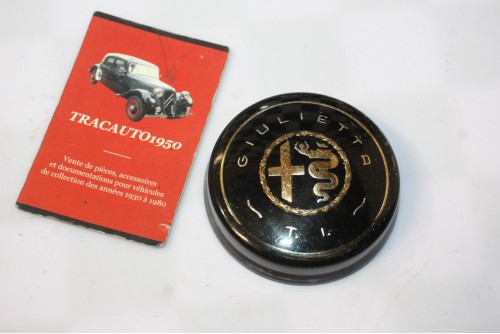 TRACAUTO1950
Vente de pièces, accessoires
et documentations pour véhicules
de collection des années 1930 à 1980
GIULIETTA
T. I.